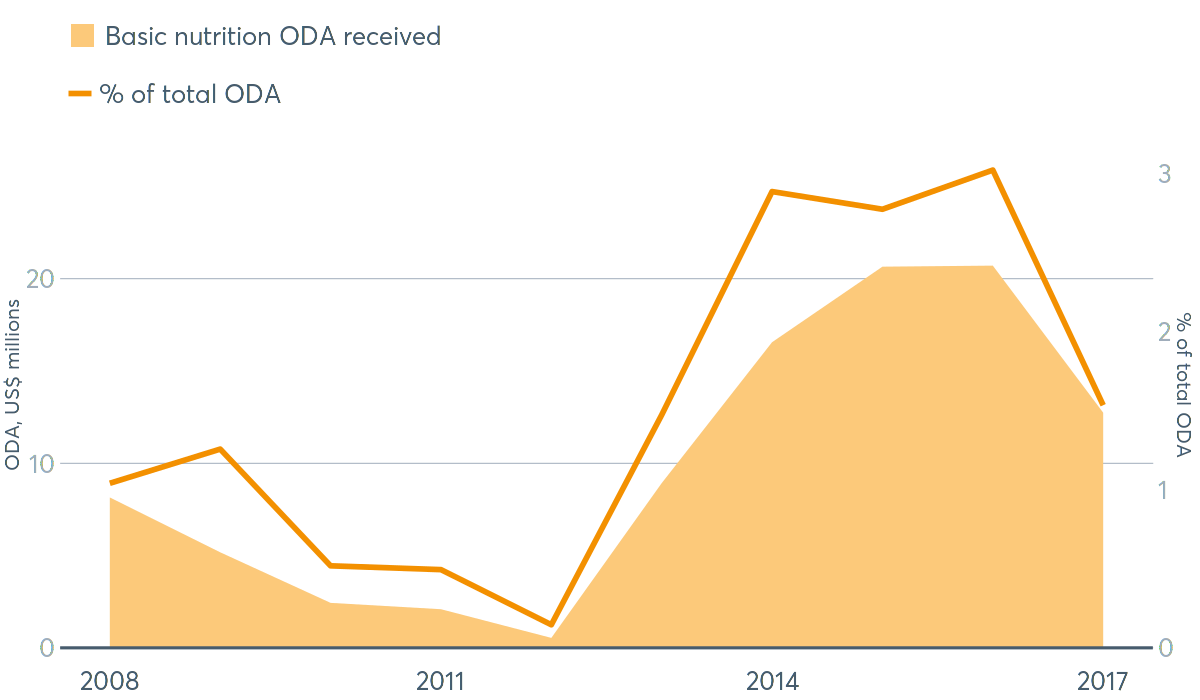 Basic nutrition ODA received
% of total ODA
3
20
ODA, US$ millions
2
% of total ODA
10
1
0
0
2008
2011
2014
2017